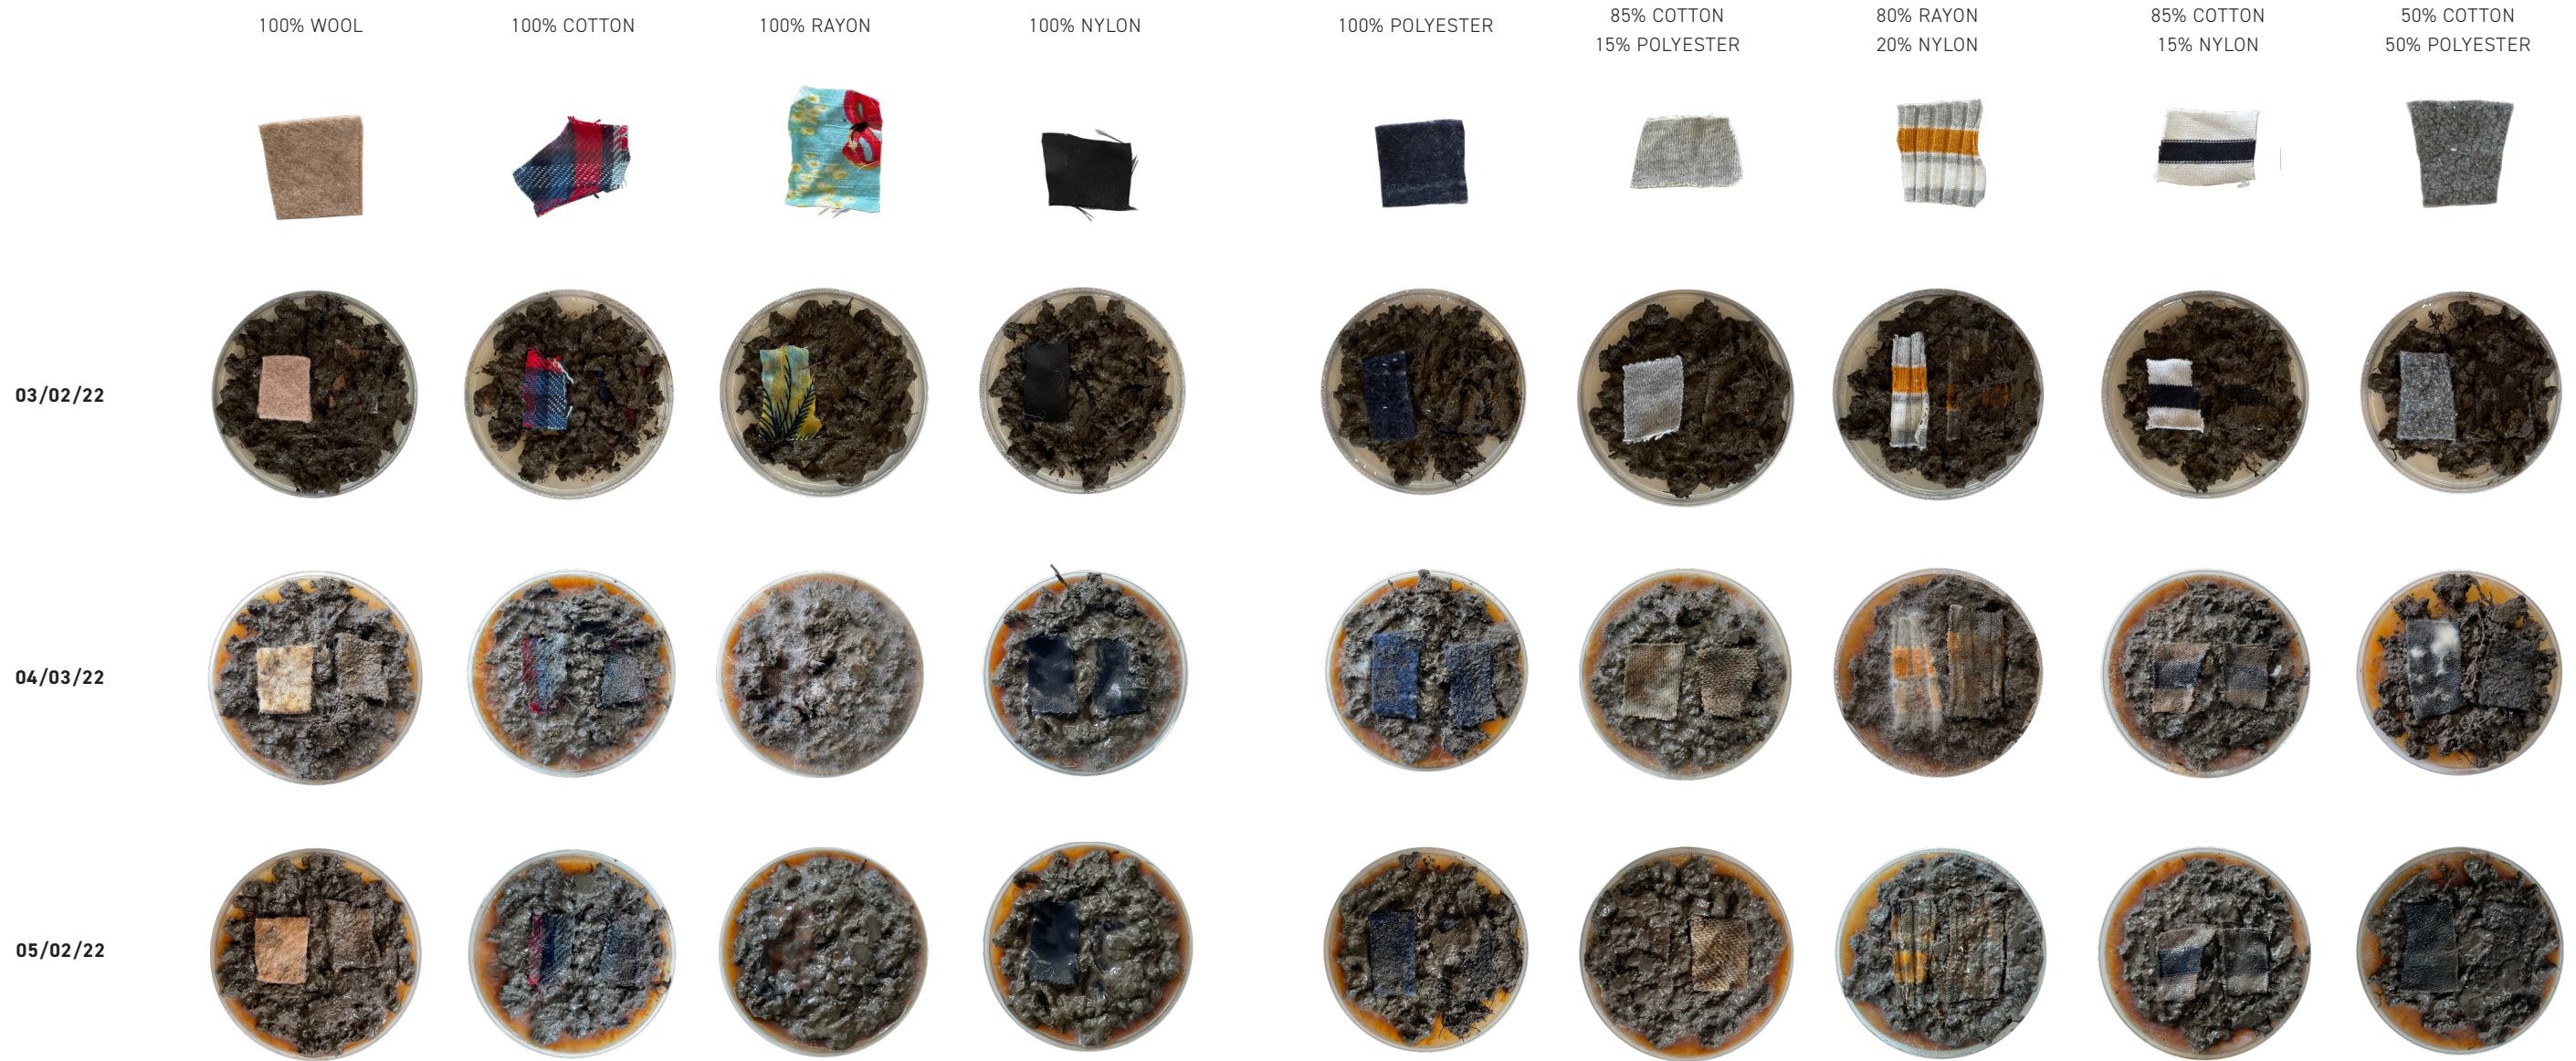 100% WOOL
100% COTTON
100% RAYON
100% NYLON
100% POLYESTER
85% COTTON
15% POLYESTER
80% RAYON
20% NYLON
85% COTTON
15% NYLON
50% COTTON
50% POLYESTER
03/02/22
04/03/22
05/02/22